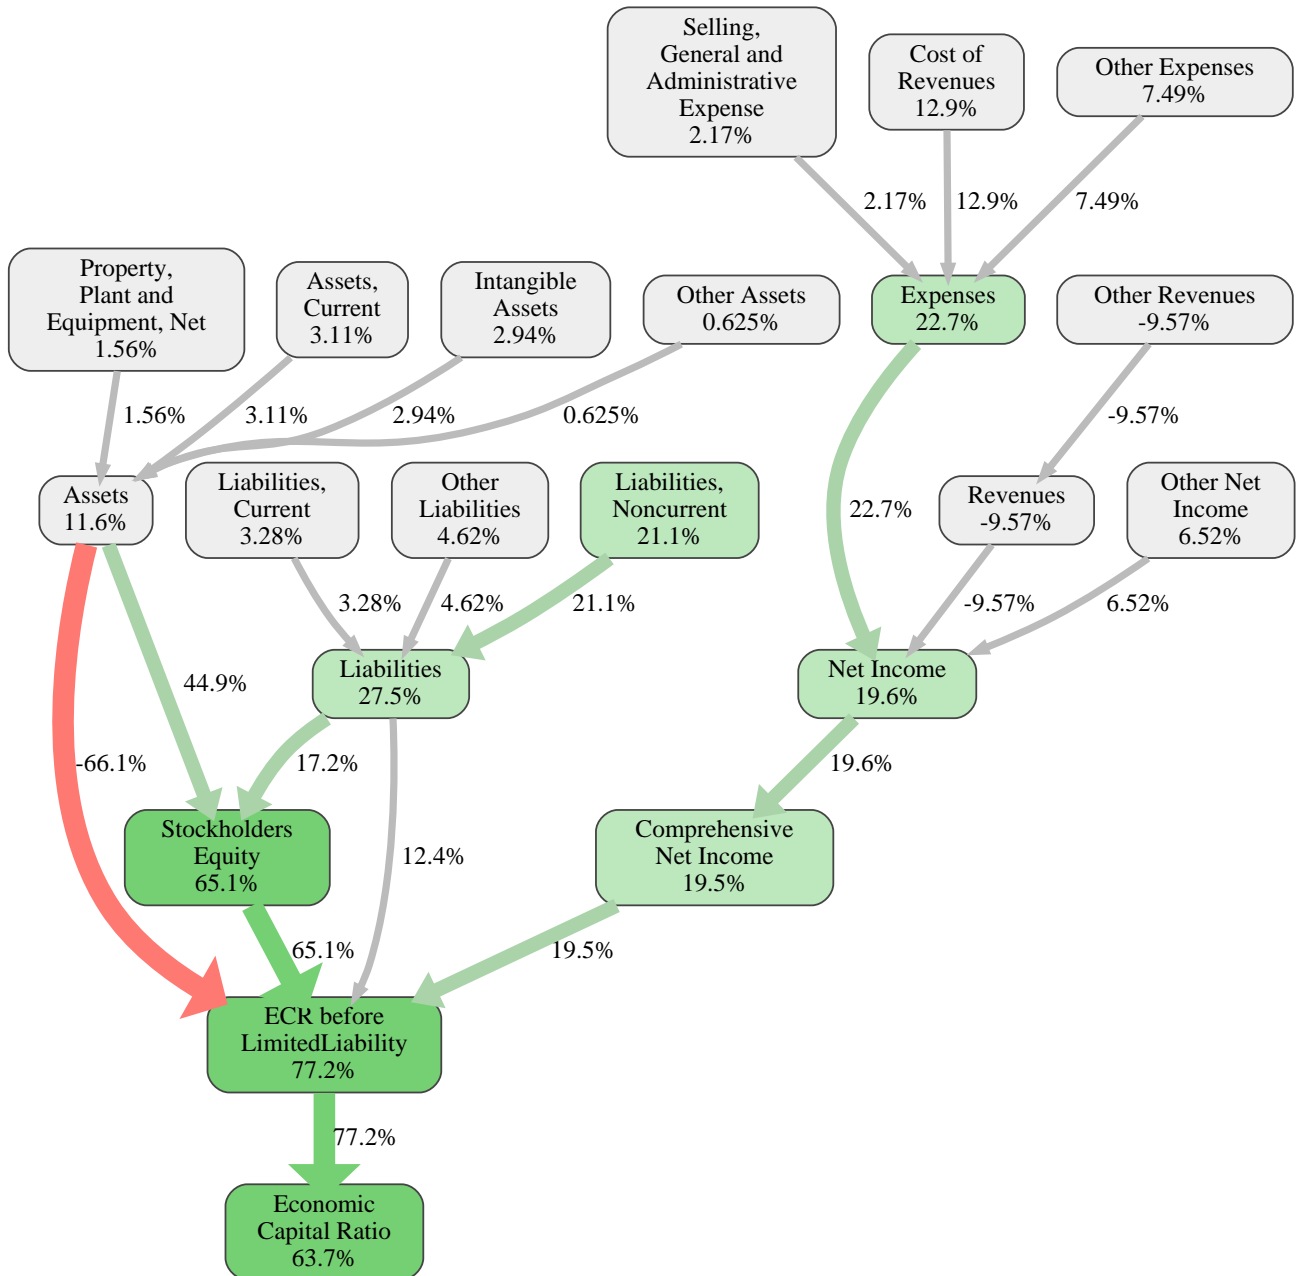 Selling,
General and
Administrative
Expense
2.17%
Cost of
Revenues
12.9%
Other Expenses
7.49%
2.17%
12.9%
7.49%
Property,
Plant and
Equipment, Net
1.56%
Assets,
Current
3.11%
Intangible
Assets
2.94%
Other Assets
0.625%
Expenses
22.7%
Other Revenues
-9.57%
1.56%
3.11%
2.94%
0.625%
-9.57%
Assets
11.6%
Liabilities,
Current
3.28%
Other
Liabilities
4.62%
Liabilities,
Noncurrent
21.1%
22.7%
Revenues
-9.57%
Other Net
Income
6.52%
3.28%
4.62%
21.1%
-9.57%
6.52%
44.9%
Liabilities
27.5%
Net Income
19.6%
-66.1%
17.2%
19.6%
Stockholders
Equity
65.1%
12.4%
Comprehensive
Net Income
19.5%
65.1%
19.5%
ECR before
LimitedLiability
77.2%
77.2%
Economic
Capital Ratio
63.7%